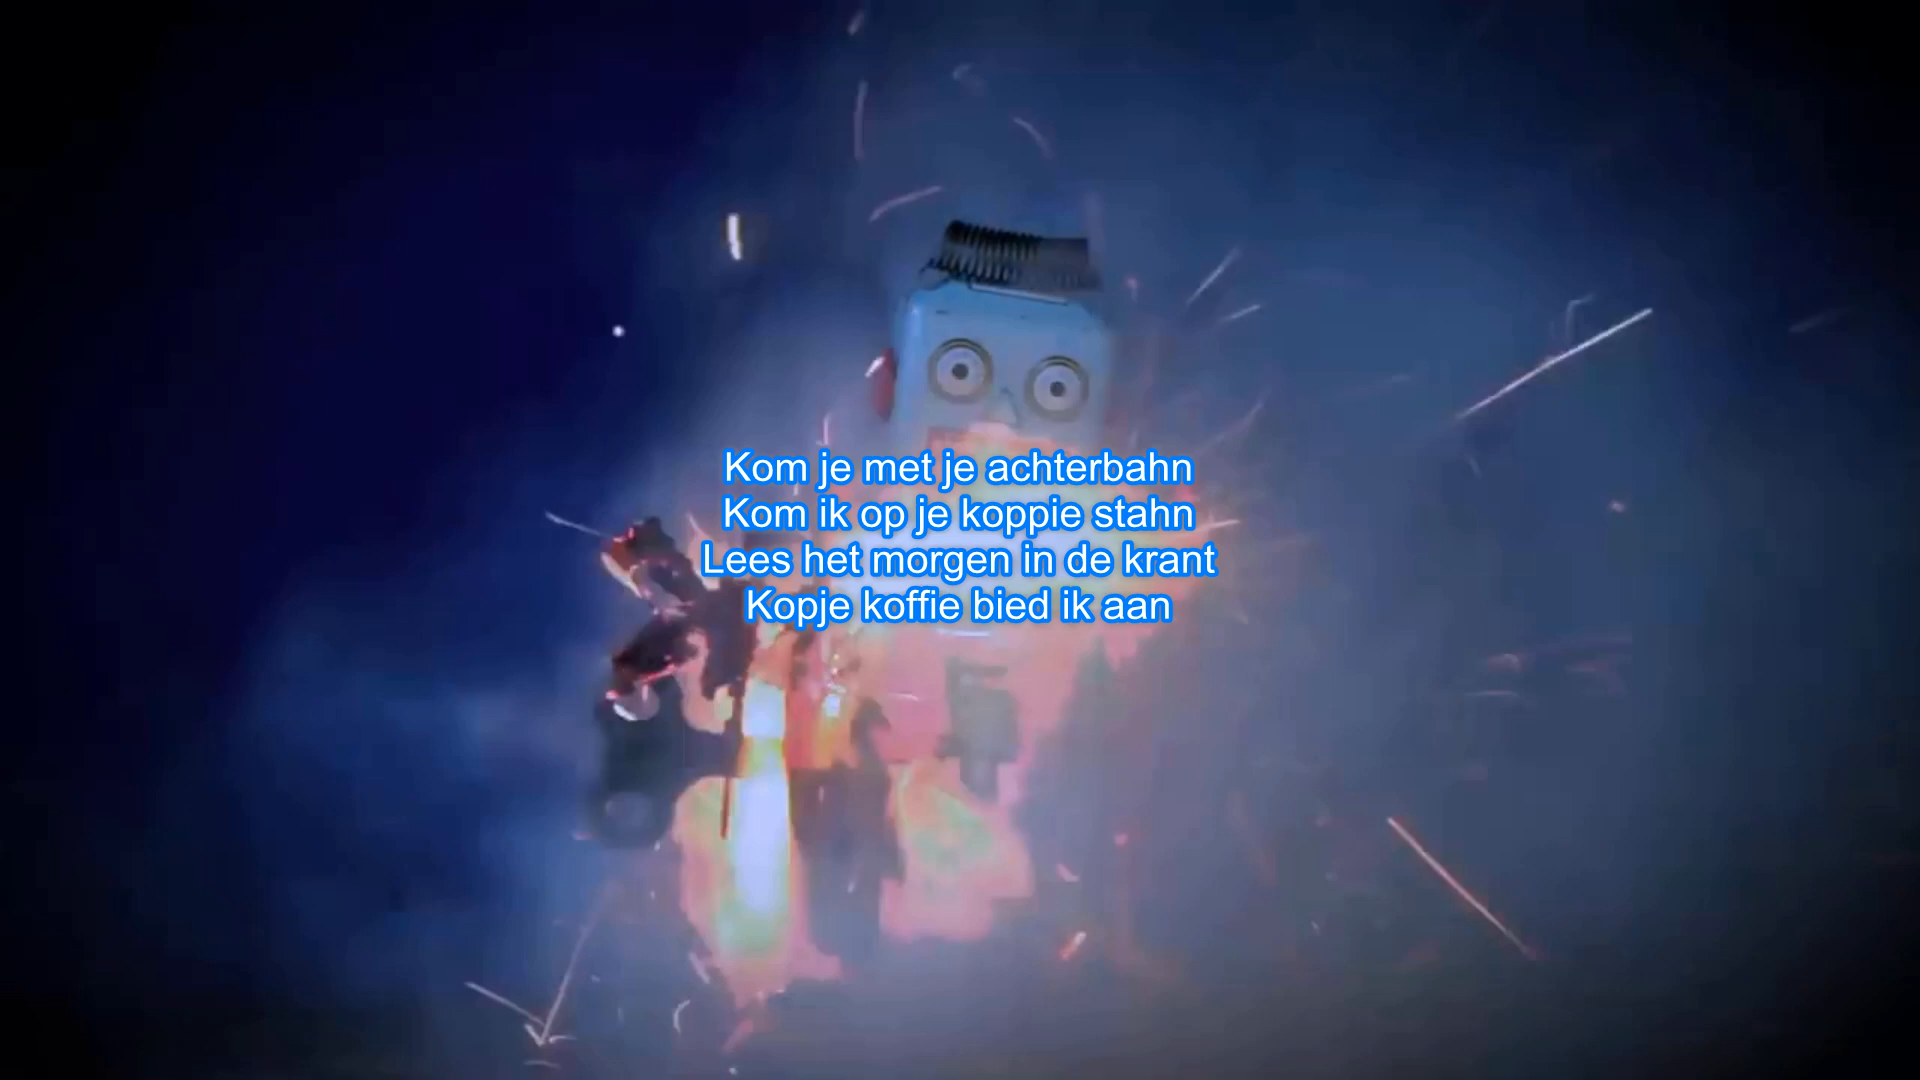 Kom je met je achterbahn
Kom ik op je koppie stahn
Lees het morgen in de krant
Kopje koffie bied ik aan